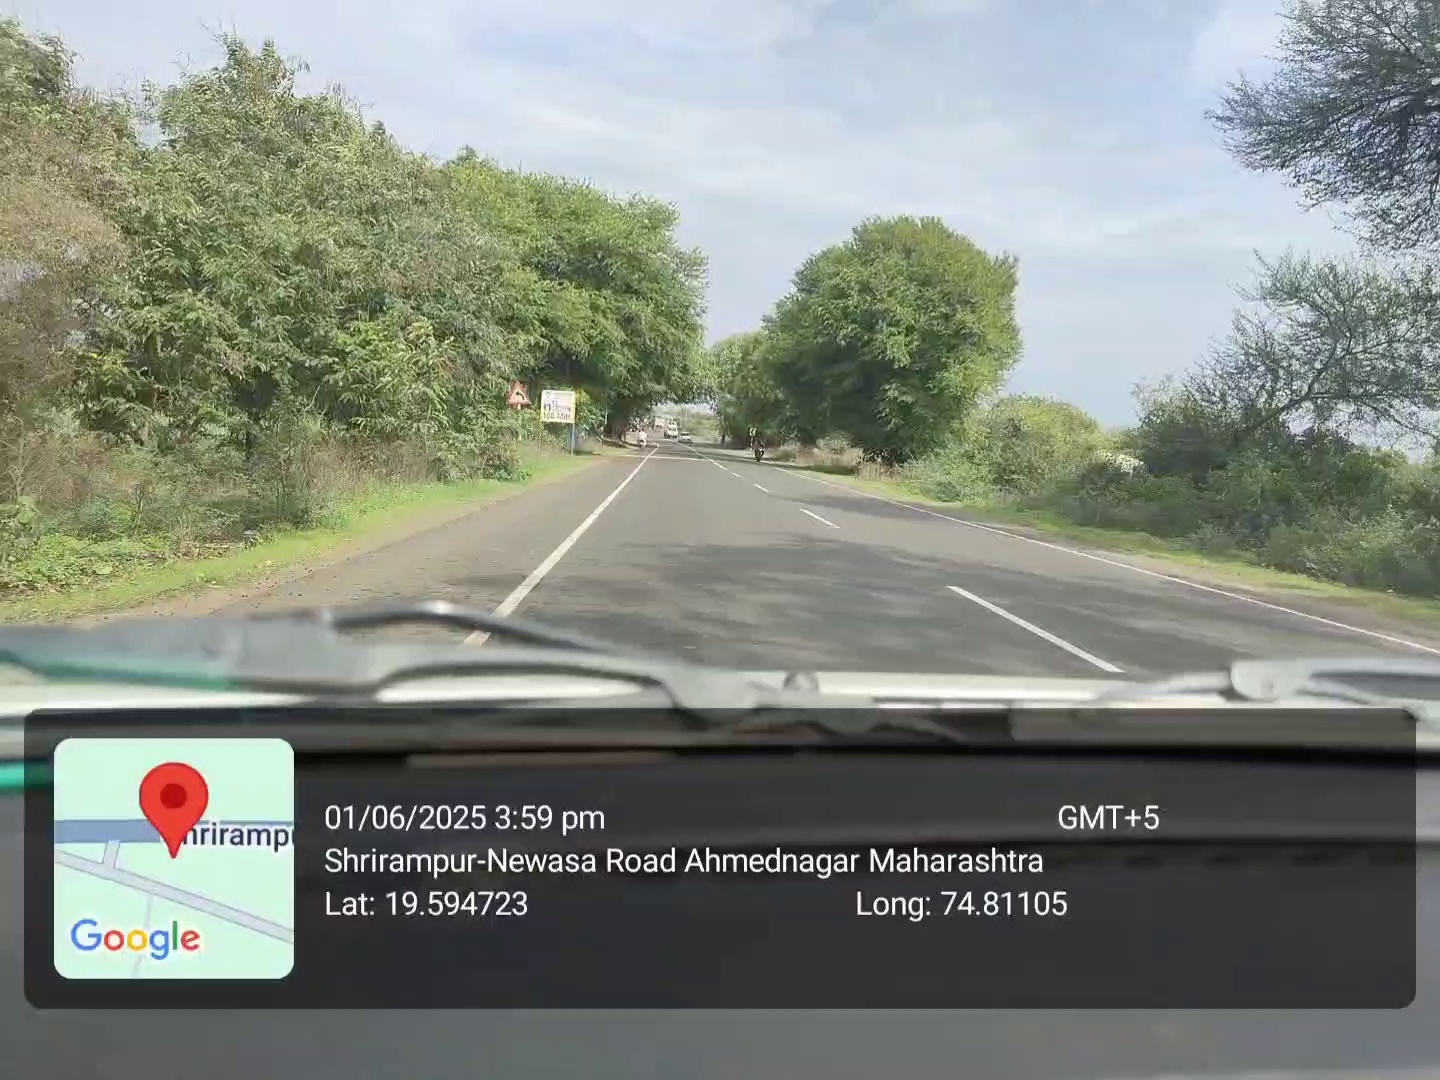 01/06/2025 3:59 pm GMT+5
Shrirampur-Newasa Road Ahmednagar Maharashtra
Lat: 19.594723 Long: 74.81105
Google